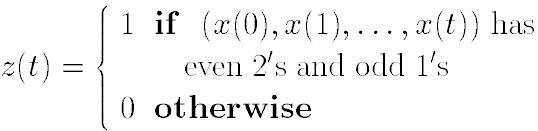 1 if (x(0), x(1), . . . , x(t)) has
z(t) = { even 2′s and odd 1′s
0 otherwise